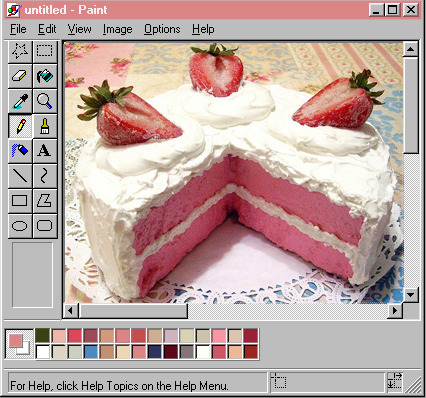 untitled - Paint
File Edit View Image Options Help
A
For Help, click Help Topics on the Help Menu.